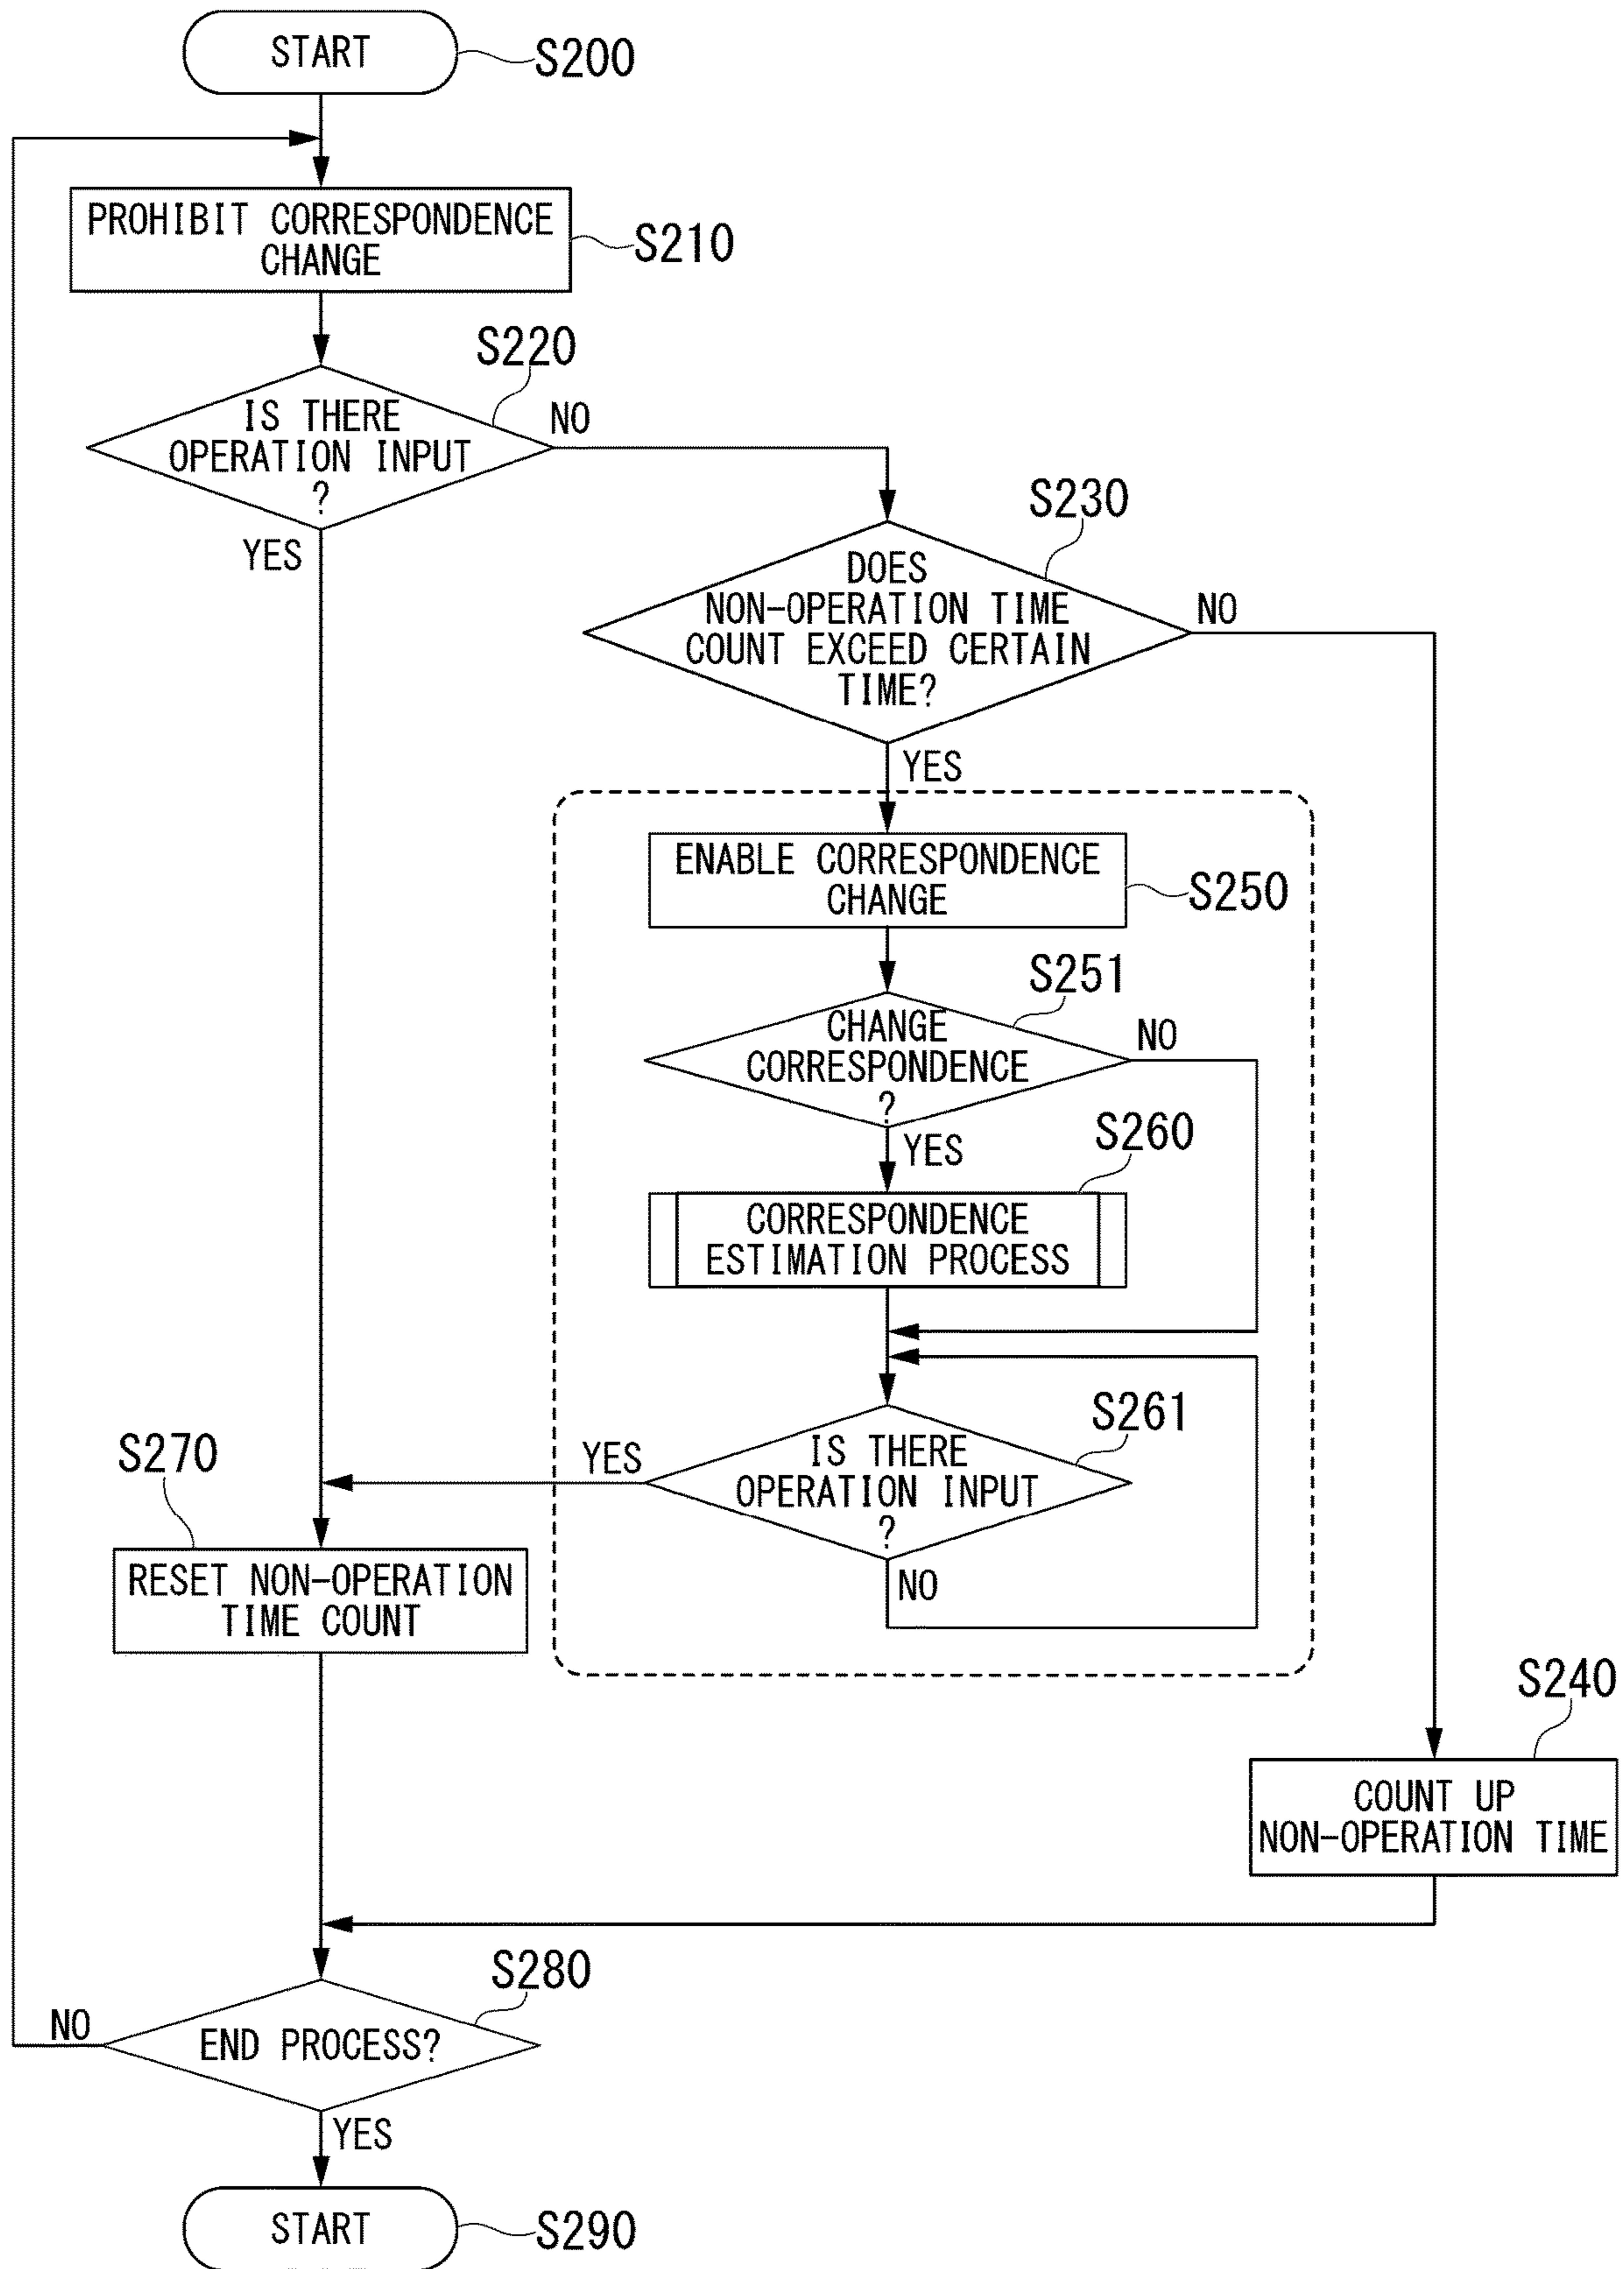 START
S200
PROHIBIT CORRESPONDENCE
CHANGE
S210
S220
IS THERE
OPERATION INPUT
?
NO
YES
S230
DOES
NON-OPERATION TIME
COUNT EXCEED CERTAIN
TIME?
NO
YES
ENABLE CORRESPONDENCE
CHANGE
S250
S251
CHANGE
CORRESPONDENCE
?
NO
YES
S260
CORRESPONDENCE
ESTIMATION PROCESS
S261
IS THERE
OPERATION INPUT
?
YES
NO
S270
RESET NON-OPERATION
TIME COUNT
S240
COUNT UP
NON-OPERATION TIME
S280
END PROCESS?
NO
YES
START
S290